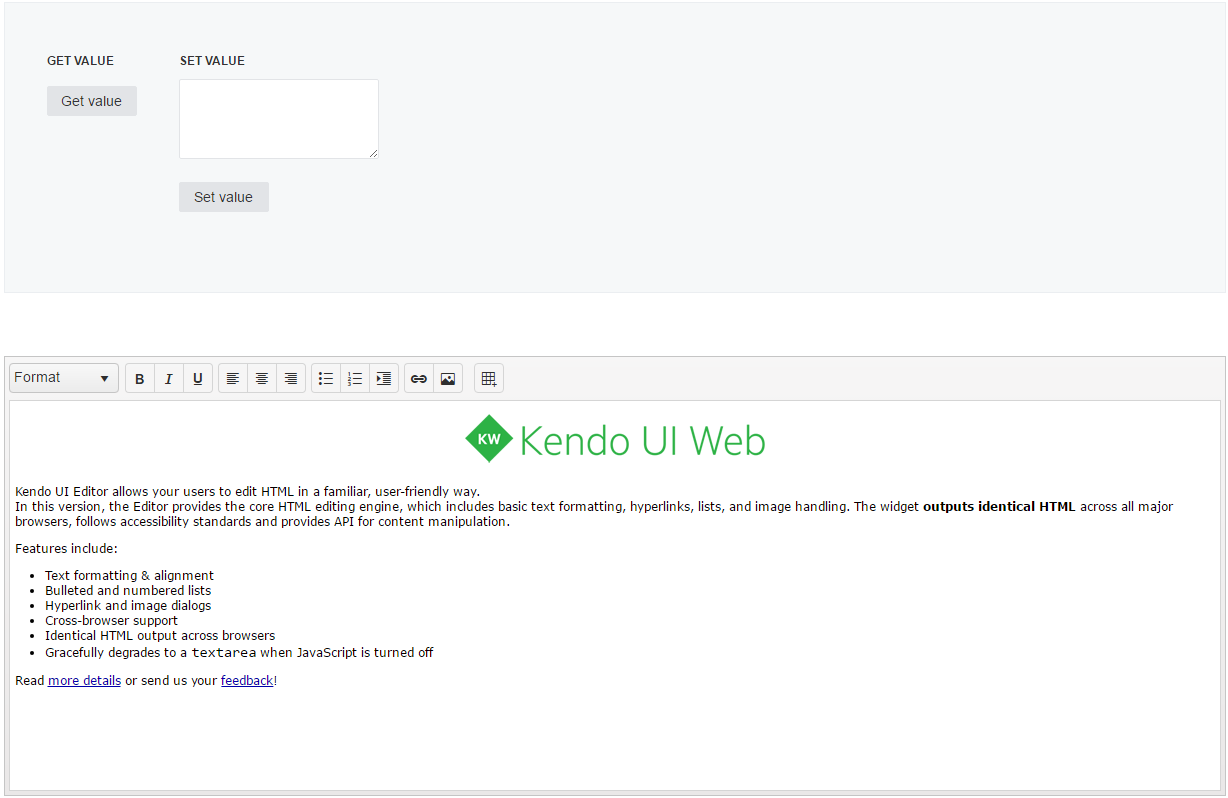 GET VALUE
SET VALUE
Get value
Set value
Format
B I U
KW Kendo UI Web
Kendo UI Editor allows your users to edit HTML in a familiar, user-friendly way.
In this version, the Editor provides the core HTML editing engine, which includes basic text formatting, hyperlinks, lists, and image handling. The widget outputs identical HTML across all major
browsers, follows accessibility standards and provides API for content manipulation.
Features include:
Text formatting & alignment
Bulleted and numbered lists
Hyperlink and image dialogs
Cross-browser support
Identical HTML output across browsers
Gracefully degrades to a textarea when JavaScript is turned off
Read more details or send us your feedback!